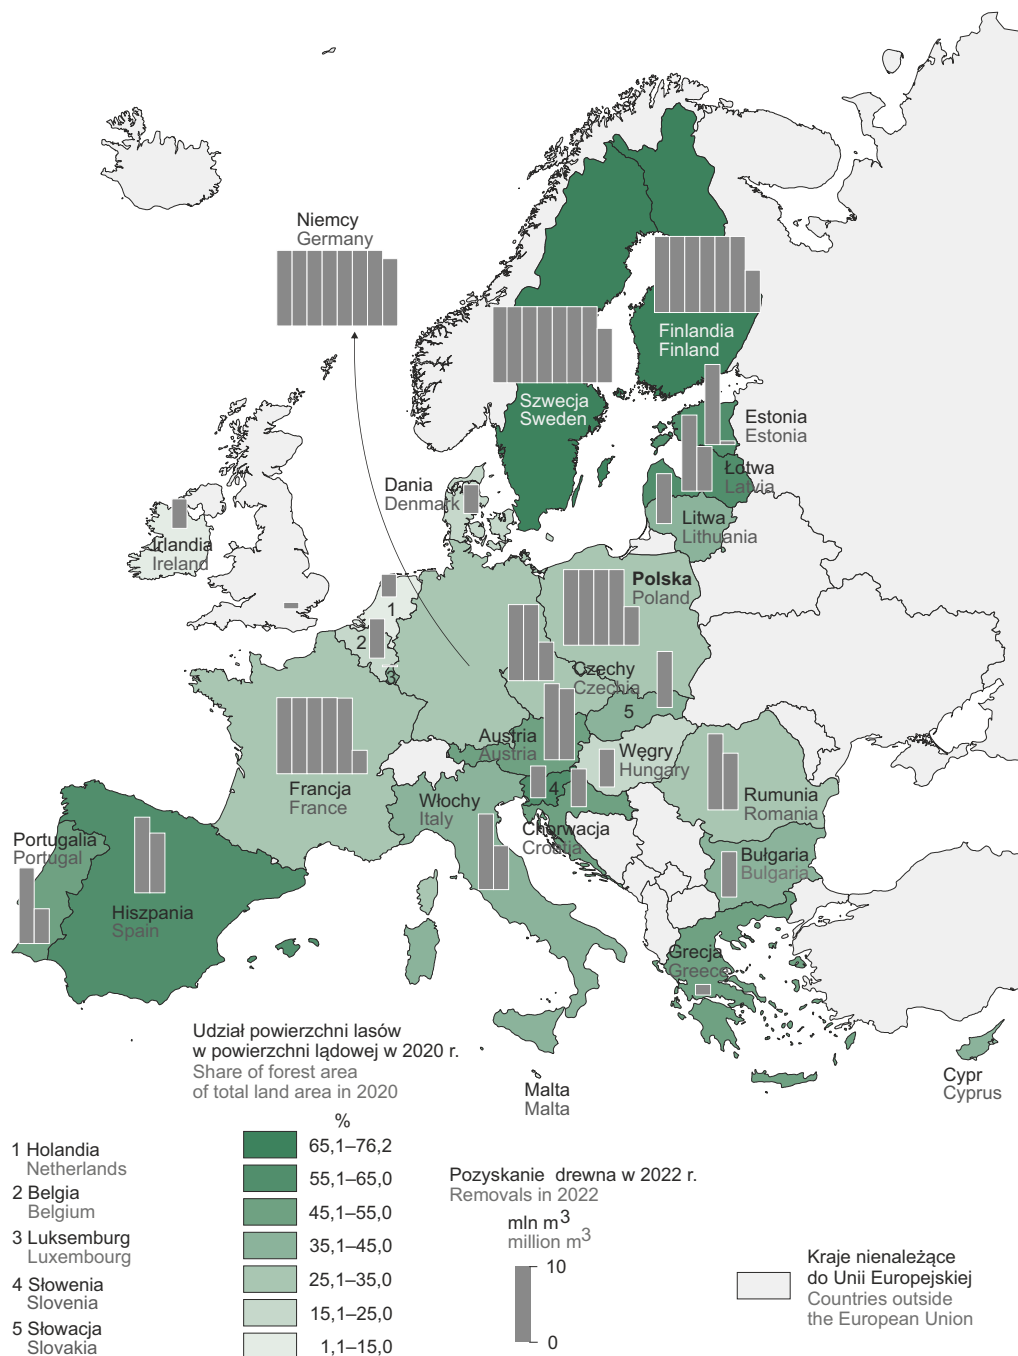 Niemcy
Germany
Finlandia
Finland
Szwecja
Sweden
Estonia
Estonia
Łotwa
Latvia
Dania
Denmark
Litwa
Lithuania
Irlandia
Ireland
Polska
Poland
1
2
3
Czechy
Czechia
5
Austria
Austria
Węgry
Hungary
4
Francja
France
Włochy
Italy
Rumunia
Romania
Chorwacja
Croatia
Portugalia
Portugal
Bułgaria
Bulgaria
Hiszpania
Spain
Grecja
Greece
Malta
Malta
Cypr
Cyprus
Udział powierzchni lasów
w powierzchni lądowej w 2020 r.
Share of forest area
of total land area in 2020
%
65,1–76,2
55,1–65,0
45,1–55,0
35,1–45,0
25,1–35,0
15,1–25,0
1,1–15,0
1 Holandia
Netherlands
2 Belgia
Belgium
3 Luksemburg
Luxembourg
4 Słowenia
Slovenia
5 Słowacja
Slovakia
Pozyskanie drewna w 2022 r.
Removals in 2022
mln m³
million m³
10
0
Kraje nienależące
do Unii Europejskiej
Countries outside
the European Union